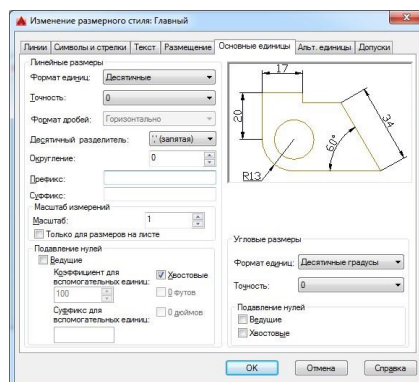 Изменение размерного стиля: Главный
Линии Символы и стрелки Текст Размещение Основные единицы Альт. единицы Допуски
Линейные размеры
Формат единиц: Десятичные
Точность: 0
Формат дробей: Горизонтально
Десятичный разделитель: ',' (запятая)
Округление: 0
Префикс:
Суффикс:
Масштаб измерений
Масштаб: 1
Только для размеров на листе
Подавление нулей
Ведущие
Коэффициент для
вспомогательных единиц:
100
Суффикс для
вспомогательных единиц:
Хвостовые
0 футов
0 дюймов
17
20
34
60°
R13
Угловые размеры
Формат единиц: Десятичные градусы
Точность: 0
Подавление нулей
Ведущие
Хвостовые
OK Отмена Справка